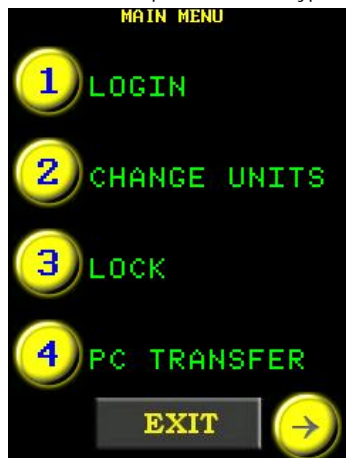 MAIN MENU
1 LOGIN
2 CHANGE UNITS
3 LOCK
4 PC TRANSFER
EXIT →